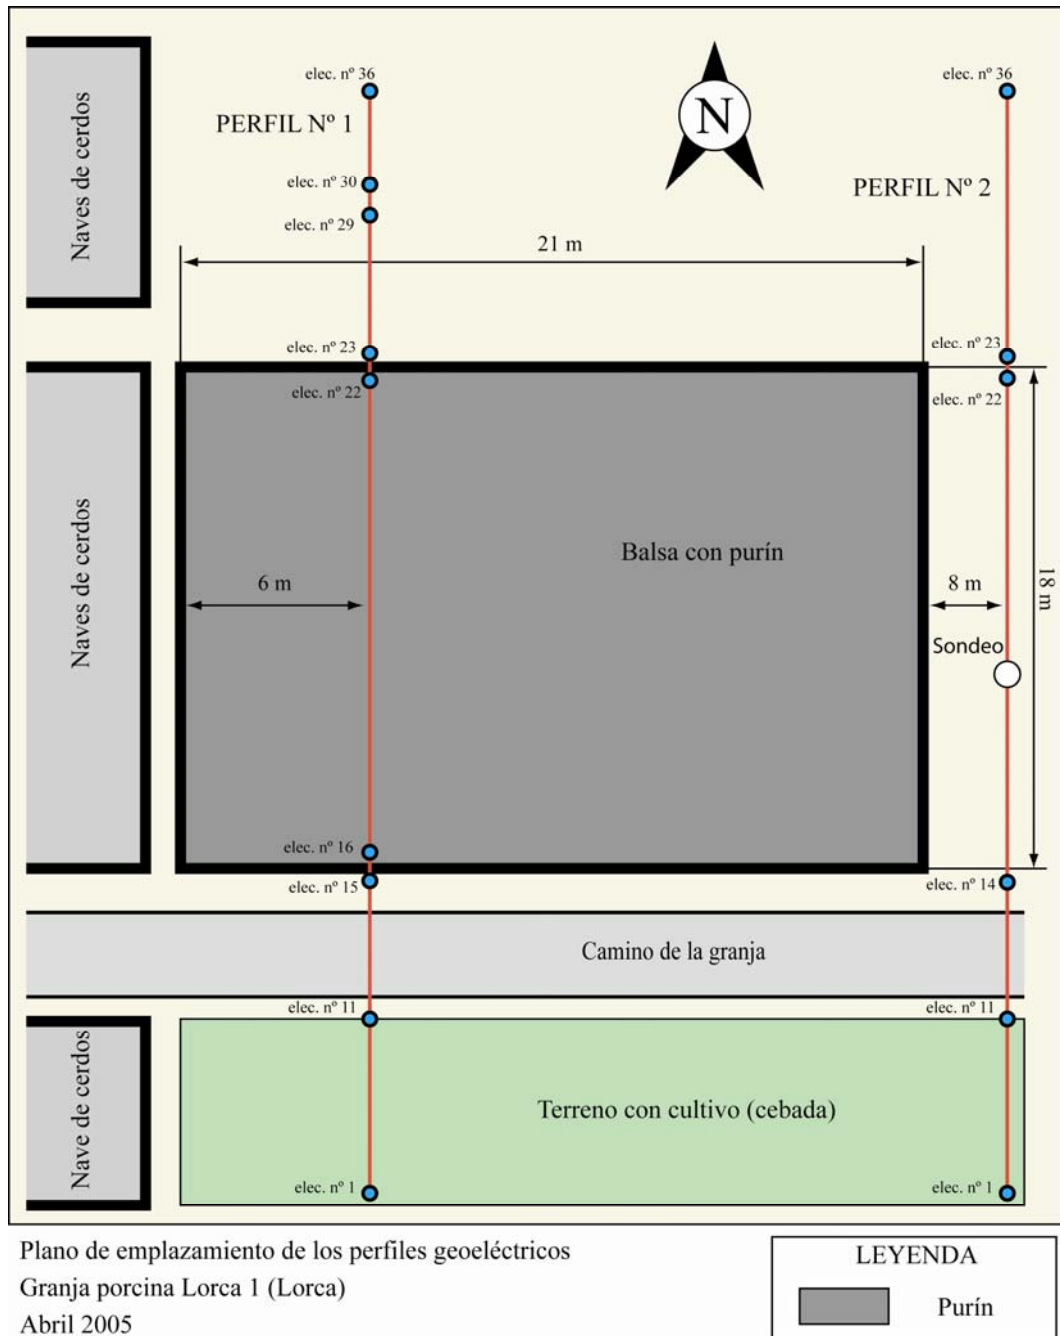 elec. nº 36
elec. nº 36
PERFIL Nº 1
N
Naves de cerdos
elec. nº 30
PERFIL Nº 2
elec. nº 29
21 m
elec. nº 23
elec. nº 23
elec. nº 22
elec. nº 22
Balsa con purín
Naves de cerdos
6 m
8 m
18 m
Sondeo
elec. nº 16
elec. nº 15
elec. nº 14
Camino de la granja
elec. nº 11
elec. nº 11
Nave de cerdos
Terreno con cultivo (cebada)
elec. nº 1
elec. nº 1
Plano de emplazamiento de los perfiles geoeléctricos
Granja porcina Lorca 1 (Lorca)
Abril 2005
LEYENDA
Purín